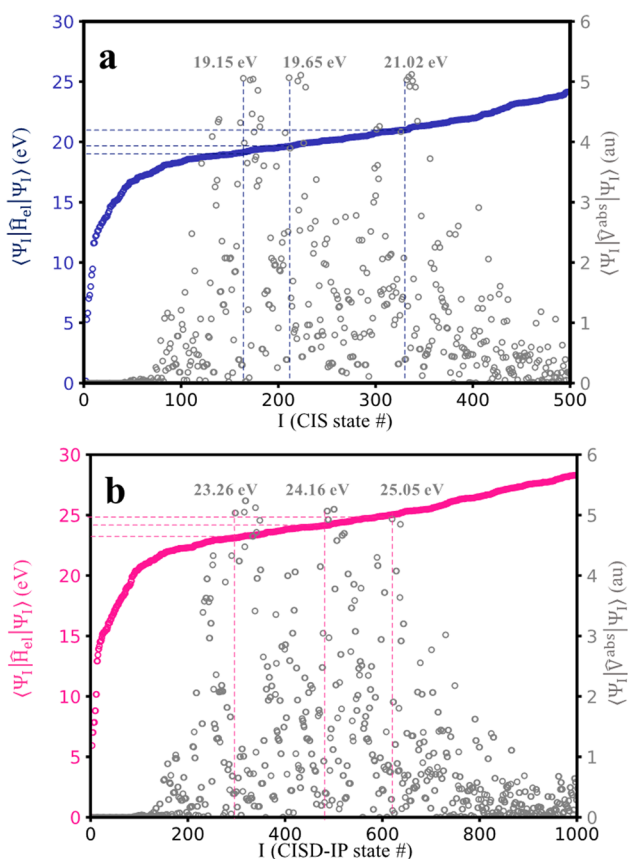 a
19.15 eV 19.65 eV 21.02 eV
30
25
20
15
10
5
0
⟨Ψ_I|Ĥ_el|Ψ_I⟩ (eV)
6
5
4
3
2
1
0
⟨Ψ_I|V̂^abs|Ψ_I⟩ (au)
0 100 200 300 400 500
I (CIS state #)
b
23.26 eV 24.16 eV 25.05 eV
30
25
20
15
10
5
0
⟨Ψ_I|Ĥ_el|Ψ_I⟩ (eV)
6
5
4
3
2
1
0
⟨Ψ_I|V̂^abs|Ψ_I⟩ (au)
0 200 400 600 800 1000
I (CISD-IP state #)